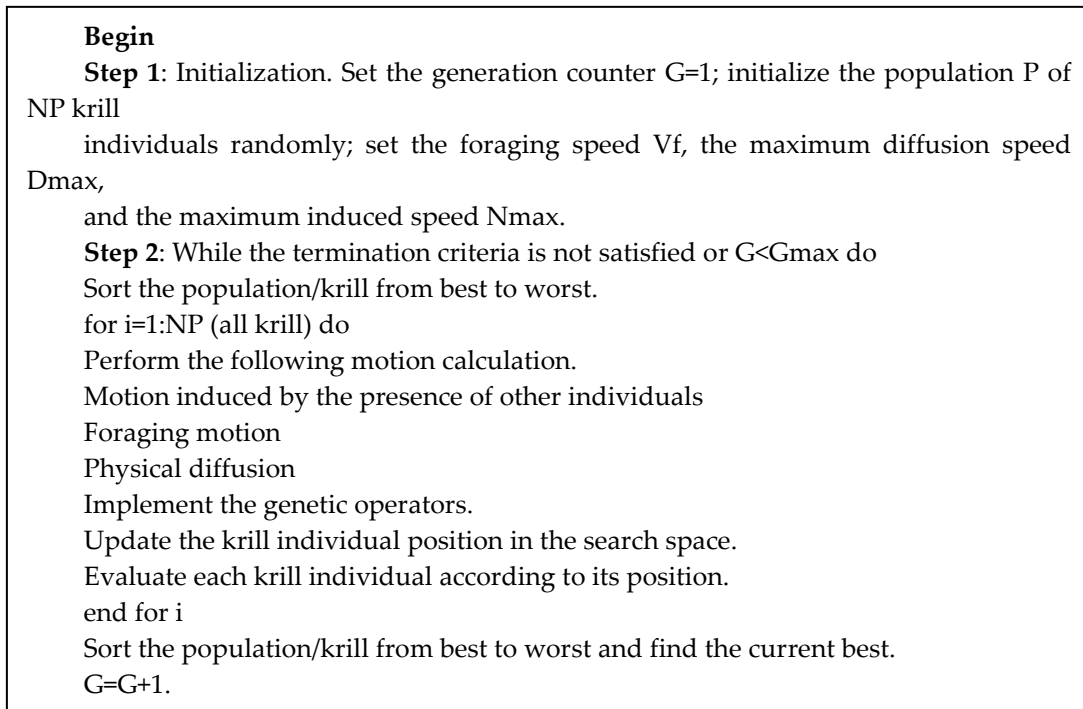 Begin
Step 1: Initialization. Set the generation counter G=1; initialize the population P of
NP krill
individuals randomly; set the foraging speed Vf, the maximum diffusion speed
Dmax,
and the maximum induced speed Nmax.
Step 2: While the termination criteria is not satisfied or G<Gmax do
Sort the population/krill from best to worst.
for i=1:NP (all krill) do
Perform the following motion calculation.
Motion induced by the presence of other individuals
Foraging motion
Physical diffusion
Implement the genetic operators.
Update the krill individual position in the search space.
Evaluate each krill individual according to its position.
end for i
Sort the population/krill from best to worst and find the current best.
G=G+1.